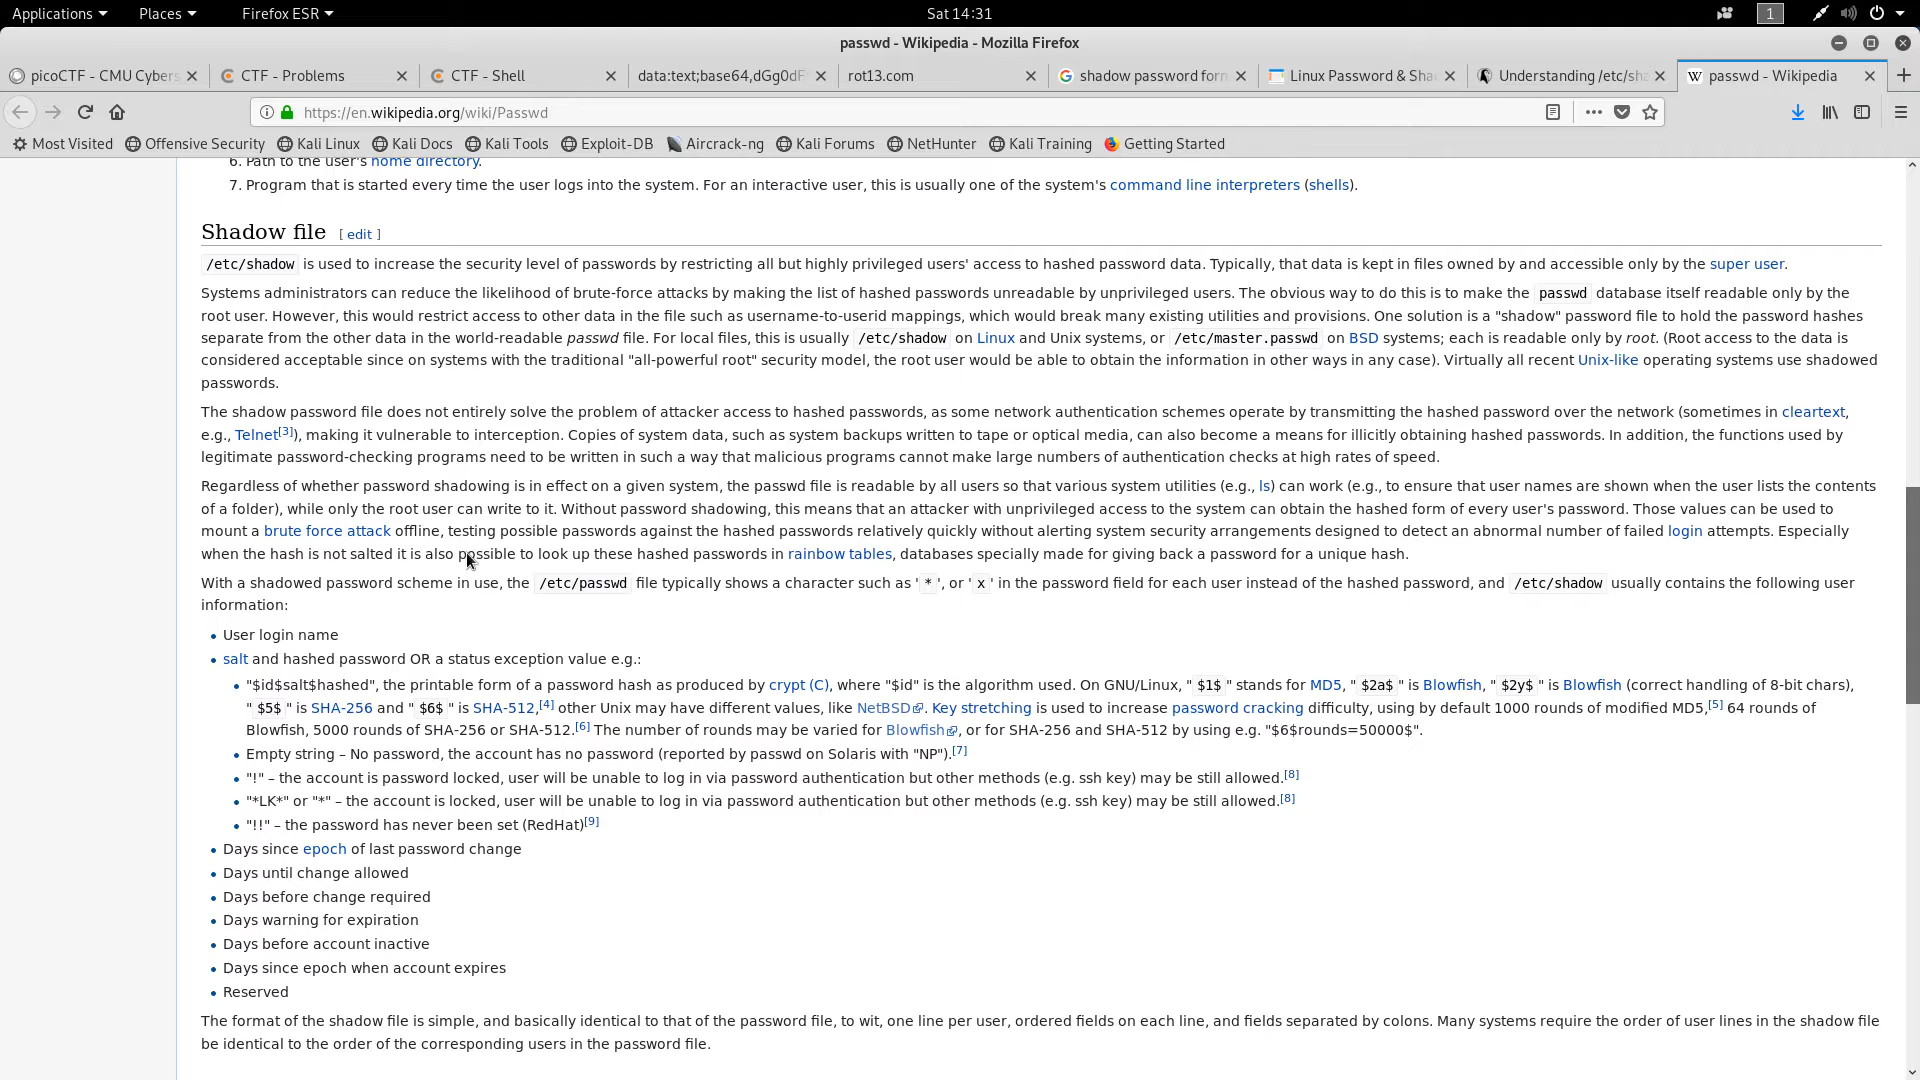 Applications Places Firefox ESR Sat 14:31 1
passwd - Wikipedia - Mozilla Firefox
picoCTF - CMU Cybers CTF - Problems CTF - Shell data:text;base64,dGg0dF rot13.com shadow password forn Linux Password & Sha Understanding /etc/sha passwd - Wikipedia
https://en.wikipedia.org/wiki/Passwd
Most Visited Offensive Security Kali Linux Kali Docs Kali Tools Exploit-DB Aircrack-ng Kali Forums NetHunter Kali Training Getting Started
6. Path to the user's home directory.
7. Program that is started every time the user logs into the system. For an interactive user, this is usually one of the system's command line interpreters (shells).
Shadow file [ edit ]
/etc/shadow is used to increase the security level of passwords by restricting all but highly privileged users' access to hashed password data. Typically, that data is kept in files owned by and accessible only by the super user.
Systems administrators can reduce the likelihood of brute-force attacks by making the list of hashed passwords unreadable by unprivileged users. The obvious way to do this is to make the passwd database itself readable only by the
root user. However, this would restrict access to other data in the file such as username-to-userid mappings, which would break many existing utilities and provisions. One solution is a "shadow" password file to hold the password hashes
separate from the other data in the world-readable passwd file. For local files, this is usually /etc/shadow on Linux and Unix systems, or /etc/master.passwd on BSD systems; each is readable only by root. (Root access to the data is
considered acceptable since on systems with the traditional "all-powerful root" security model, the root user would be able to obtain the information in other ways in any case). Virtually all recent Unix-like operating systems use shadowed
passwords.
The shadow password file does not entirely solve the problem of attacker access to hashed passwords, as some network authentication schemes operate by transmitting the hashed password over the network (sometimes in cleartext,
e.g., Telnet[3]), making it vulnerable to interception. Copies of system data, such as system backups written to tape or optical media, can also become a means for illicitly obtaining hashed passwords. In addition, the functions used by
legitimate password-checking programs need to be written in such a way that malicious programs cannot make large numbers of authentication checks at high rates of speed.
Regardless of whether password shadowing is in effect on a given system, the passwd file is readable by all users so that various system utilities (e.g., ls) can work (e.g., to ensure that user names are shown when the user lists the contents
of a folder), while only the root user can write to it. Without password shadowing, this means that an attacker with unprivileged access to the system can obtain the hashed form of every user's password. Those values can be used to
mount a brute force attack offline, testing possible passwords against the hashed passwords relatively quickly without alerting system security arrangements designed to detect an abnormal number of failed login attempts. Especially
when the hash is not salted it is also possible to look up these hashed passwords in rainbow tables, databases specially made for giving back a password for a unique hash.
With a shadowed password scheme in use, the /etc/passwd file typically shows a character such as '*', or 'x' in the password field for each user instead of the hashed password, and /etc/shadow usually contains the following user
information:
• User login name
• salt and hashed password OR a status exception value e.g.:
• "$id$salt$hashed", the printable form of a password hash as produced by crypt (C), where "$id" is the algorithm used. On GNU/Linux, "$1$" stands for MD5, "$2a$" is Blowfish, "$2y$" is Blowfish (correct handling of 8-bit chars),
"$5$" is SHA-256 and "$6$" is SHA-512,[4] other Unix may have different values, like NetBSD. Key stretching is used to increase password cracking difficulty, using by default 1000 rounds of modified MD5,[5] 64 rounds of
Blowfish, 5000 rounds of SHA-256 or SHA-512.[6] The number of rounds may be varied for Blowfish, or for SHA-256 and SHA-512 by using e.g. "$6$rounds=50000$".
• Empty string – No password, the account has no password (reported by passwd on Solaris with "NP").[7]
• "!" – the account is password locked, user will be unable to log in via password authentication but other methods (e.g. ssh key) may be still allowed.[8]
• "*LK*" or "*" – the account is locked, user will be unable to log in via password authentication but other methods (e.g. ssh key) may be still allowed.[8]
• "!!" – the password has never been set (RedHat)[9]
• Days since epoch of last password change
• Days until change allowed
• Days before change required
• Days warning for expiration
• Days before account inactive
• Days since epoch when account expires
• Reserved
The format of the shadow file is simple, and basically identical to that of the password file, to wit, one line per user, ordered fields on each line, and fields separated by colons. Many systems require the order of user lines in the shadow file
be identical to the order of the corresponding users in the password file.